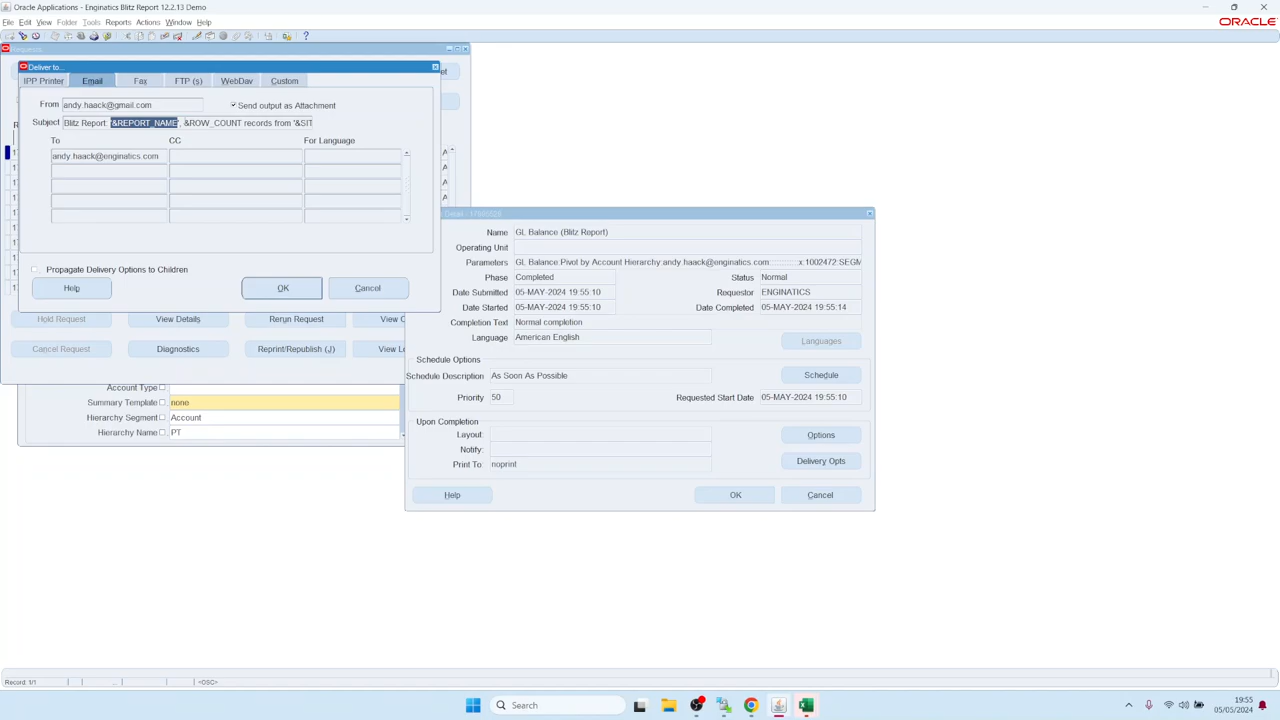 Oracle Applications - Enginatics Blitz Report 12.2.13 Demo
File Edit View Folder Tools Reports Actions Window Help
ORACLE
Requests
Deliver to...
IPP Printer Email Fax FTP (s) WebDav Custom
From andy.haack@gmail.com Send output as Attachment
Subject Blitz Report: '&REPORT_NAME', &ROW_COUNT records from '&SIT
To CC For Language
andy.haack@enginatics.com
Propagate Delivery Options to Children
Help OK Cancel
Hold Request View Details Rerun Request
Cancel Request Diagnostics Reprint/Republish (J)
Account Type
Summary Template none
Hierarchy Segment Account
Hierarchy Name PT
Name GL Balance (Blitz Report)
Operating Unit
Parameters GL Balance Pivot by Account Hierarchy:andy.haack@enginatics.com
Phase Completed Status Normal
Date Submitted 05-MAY-2024 19:55:10 Requestor ENGINATICS
Date Started 05-MAY-2024 19:55:10 Date Completed 05-MAY-2024 19:55:14
Completion Text Normal completion
Language American English Languages
Schedule Options
Schedule Description As Soon As Possible Schedule
Priority 50 Requested Start Date 05-MAY-2024 19:55:10
Upon Completion
Layout: Options
Notify:
Print To noprint Delivery Opts
Help OK Cancel
Record: 1/1 ... <OSC>
Search
19:55
05/05/2024